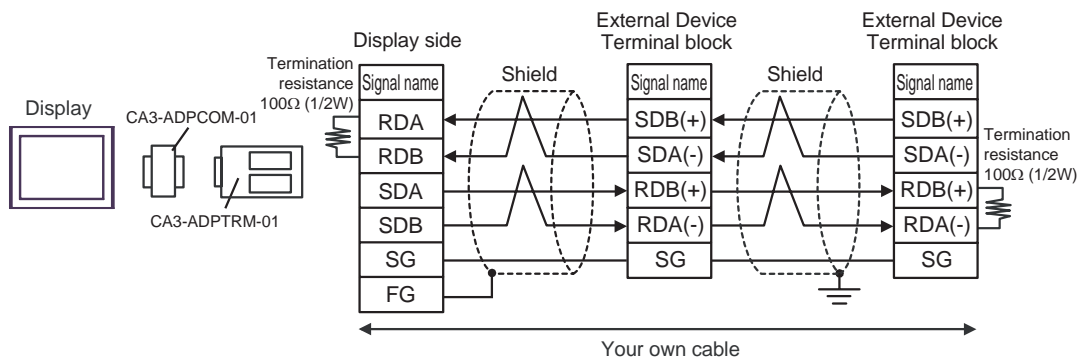 External Device
Terminal block
External Device
Terminal block
Display side
Termination
resistance
100Ω (1/2W)
Signal name
Shield
Signal name
Shield
Signal name
Display
CA3-ADPCOM-01
CA3-ADPTRM-01
RDA
SDB(+)
SDB(+)
RDB
SDA(-)
SDA(-)
Termination
resistance
100Ω (1/2W)
SDA
RDB(+)
RDB(+)
SDB
RDA(-)
RDA(-)
SG
SG
SG
FG
Your own cable